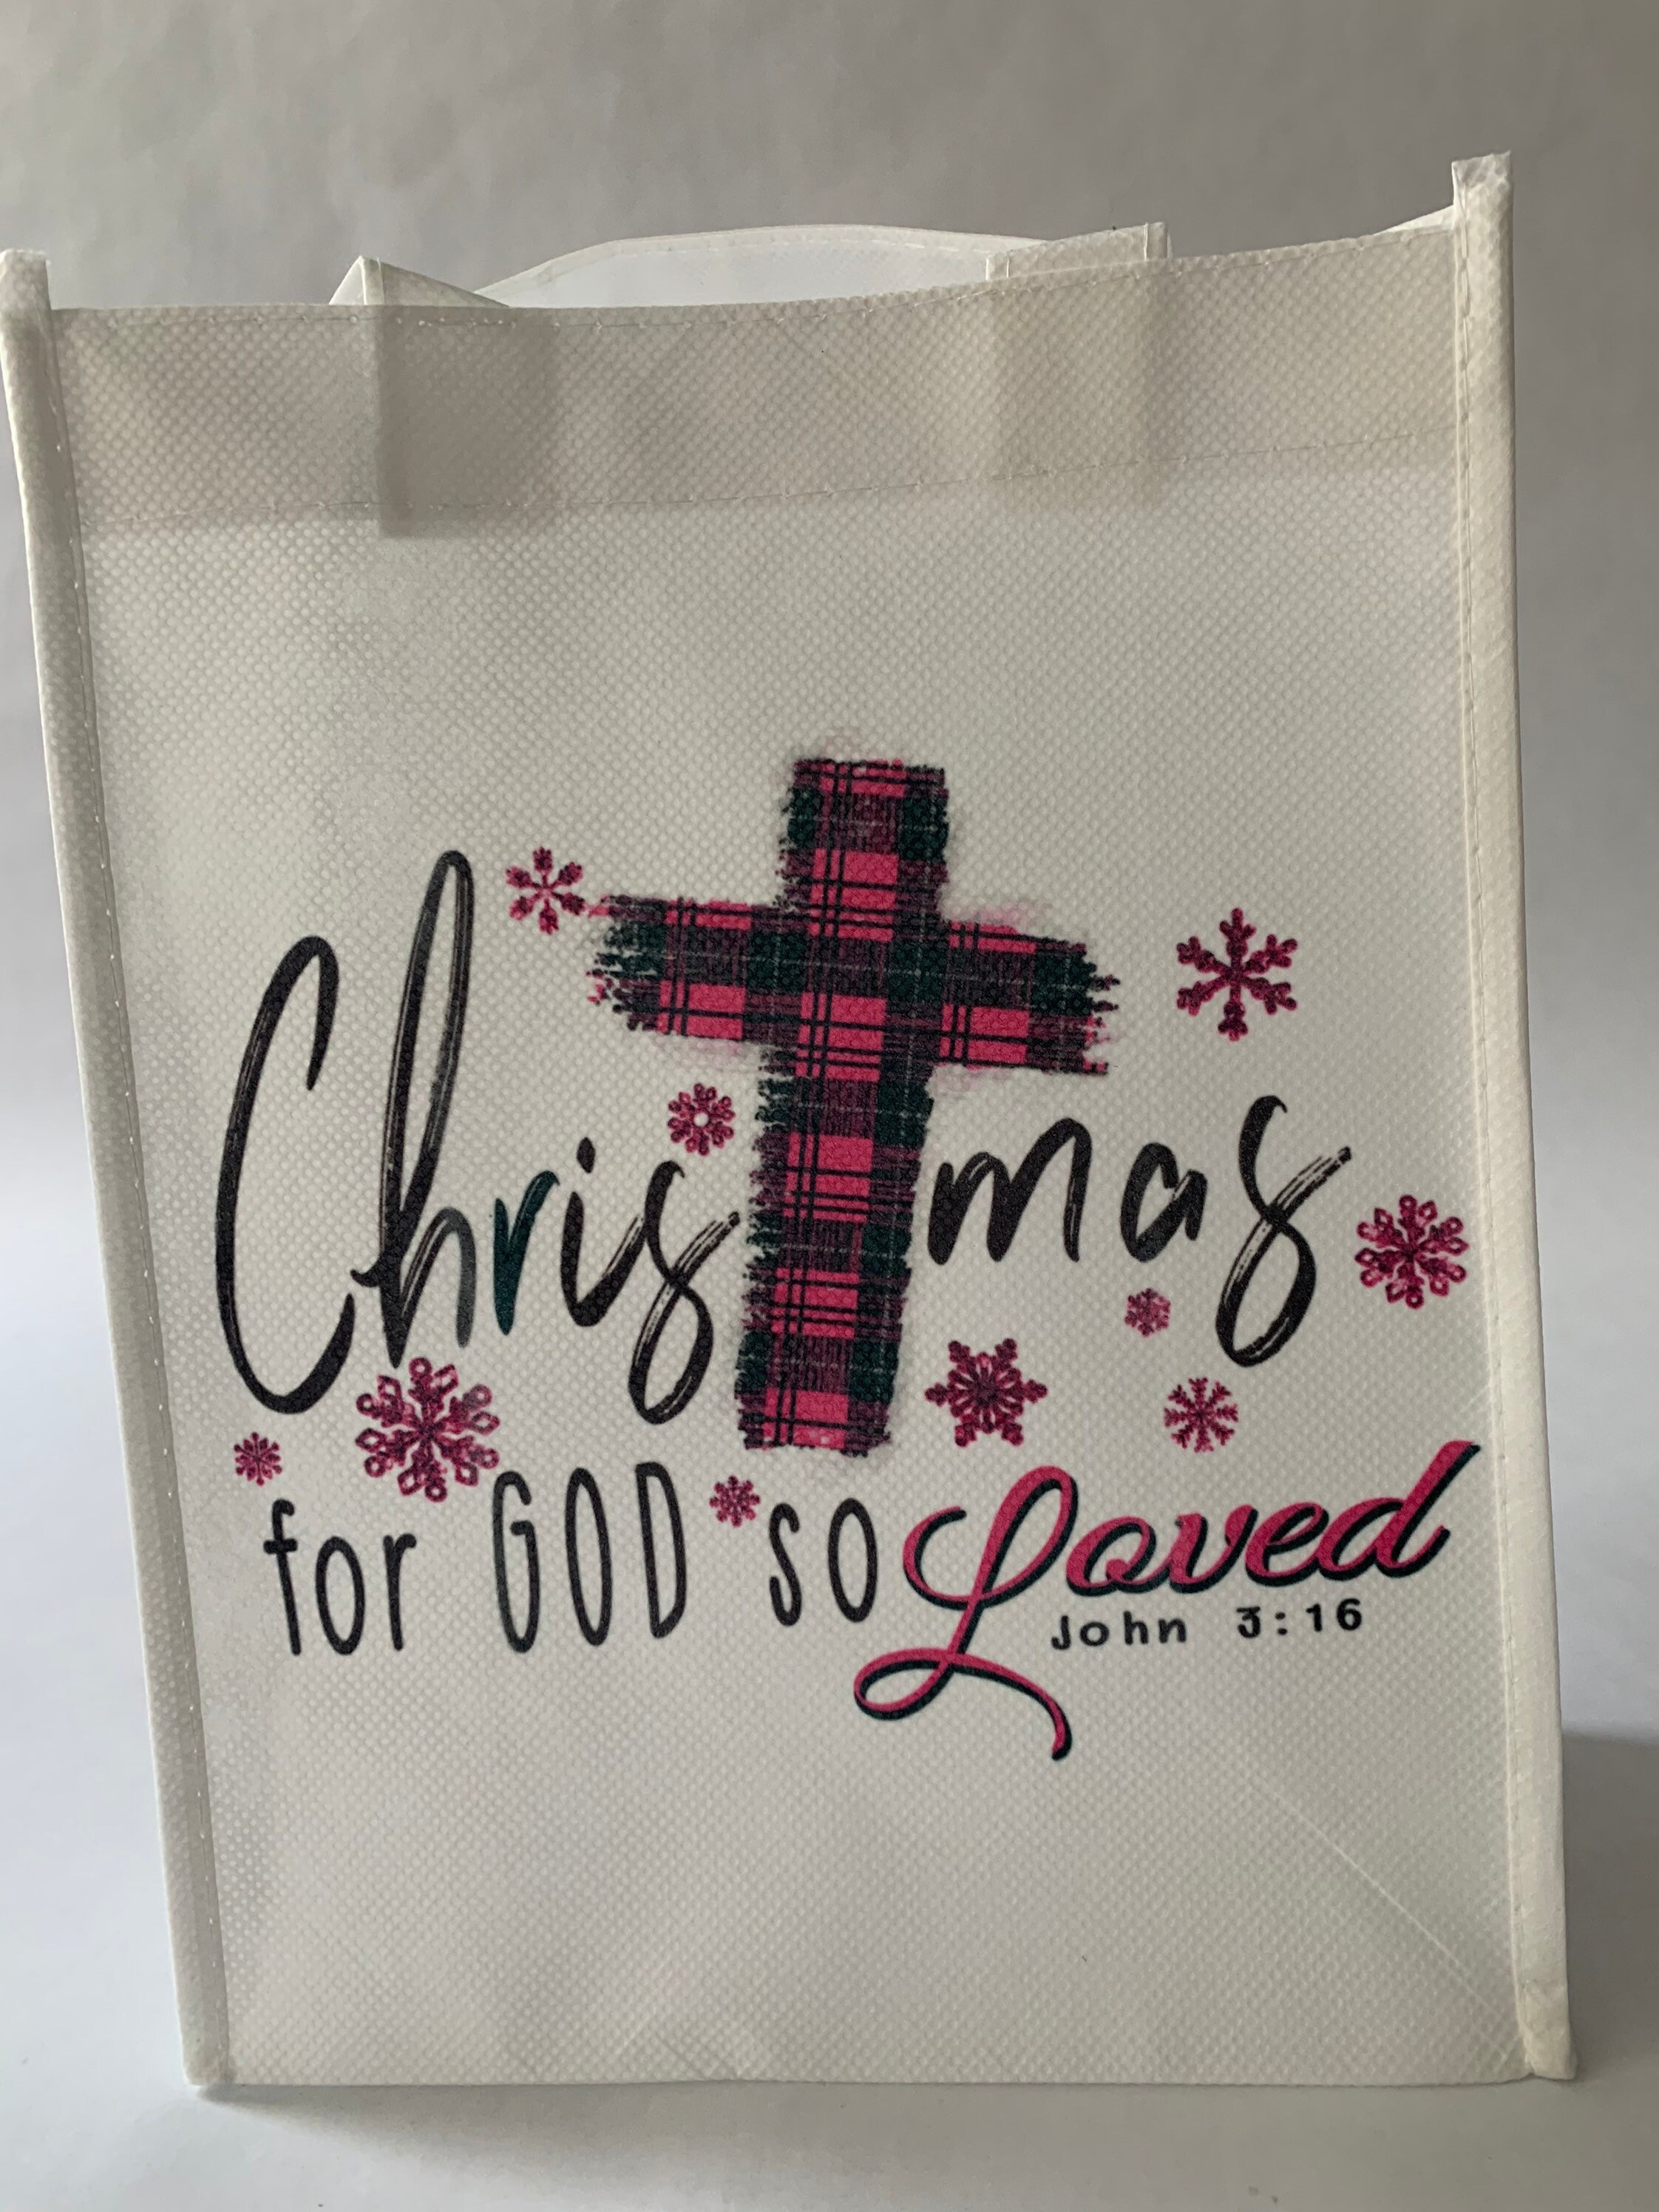 Christmas
for GOD so Loved
John 3:16